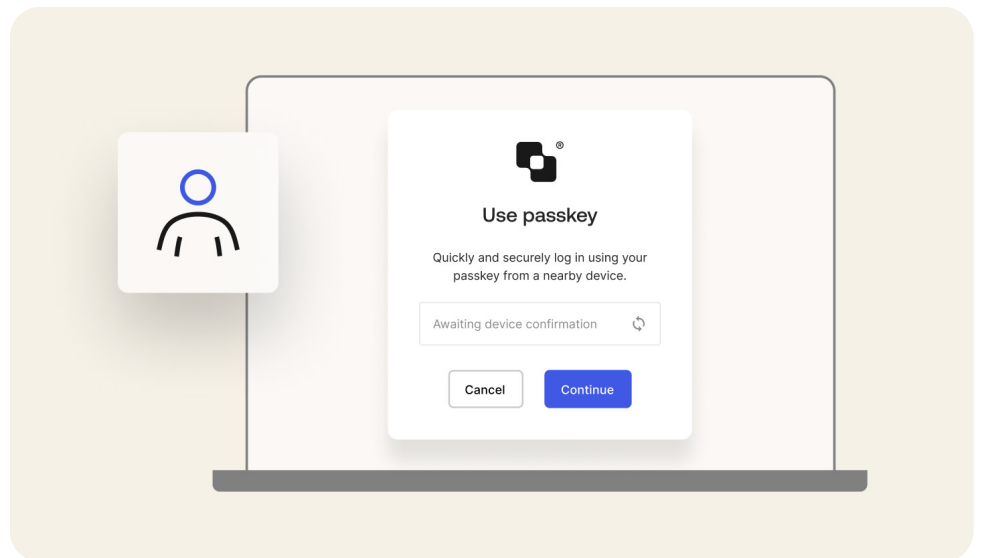 ®
Use passkey
Quickly and securely log in using your
passkey from a nearby device.
Awaiting device confirmation
Cancel Continue